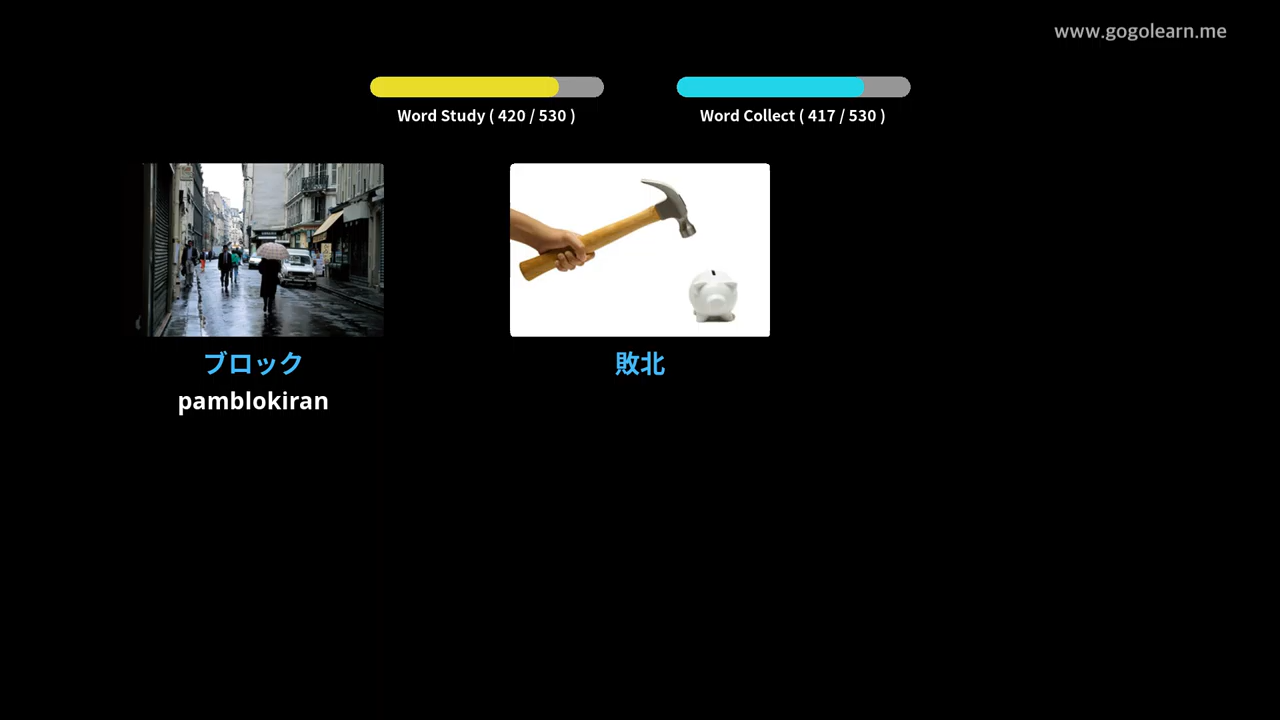 www.gogolearn.me
Word Study ( 420 / 530 )
Word Collect ( 417 / 530 )
ブロック
pamblokiran
敗北